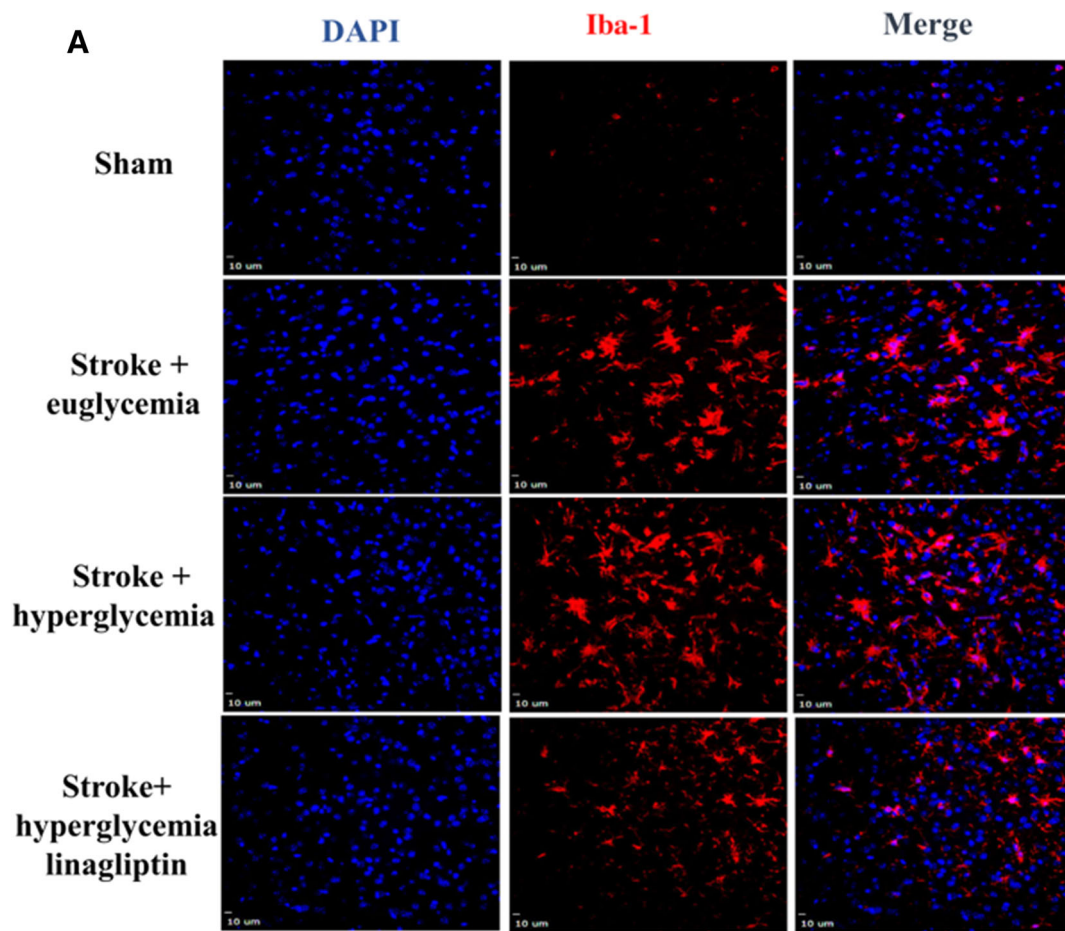 A
DAPI Iba-1 Merge
Sham
10 um 10 um 10 um
Stroke +
euglycemia
10 um 10 um 10 um
Stroke +
hyperglycemia
10 um 10 um 10 um
Stroke+
hyperglycemia
linagliptin
10 um 10 um 10 um